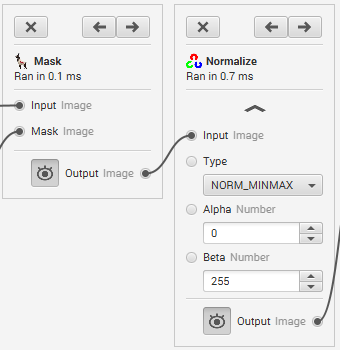 Mask
Ran in 0.1 ms
Input Image
Mask Image
Output Image
Normalize
Ran in 0.7 ms
Input Image
Type
NORM_MINMAX
Alpha Number
0
Beta Number
255
Output Image